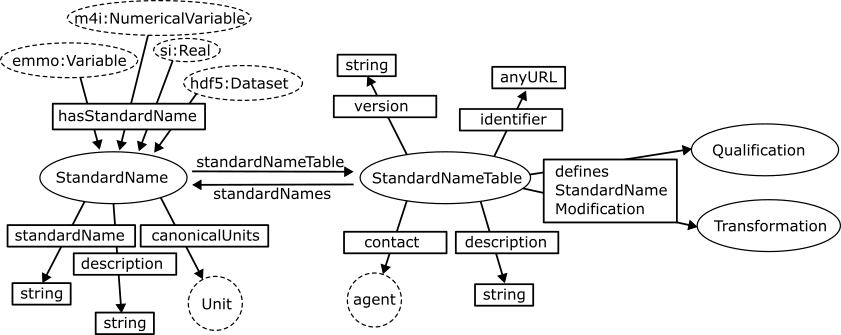 m4i:NumericalVariable
si:Real
emmo:Variable
hdf5:Dataset
hasStandardName
StandardName
standardName
canonicalUnits
description
string
string
Unit
standardNameTable
standardNames
string
anyURL
version
identifier
StandardNameTable
contact
description
agent
string
defines
StandardName
Modification
Qualification
Transformation